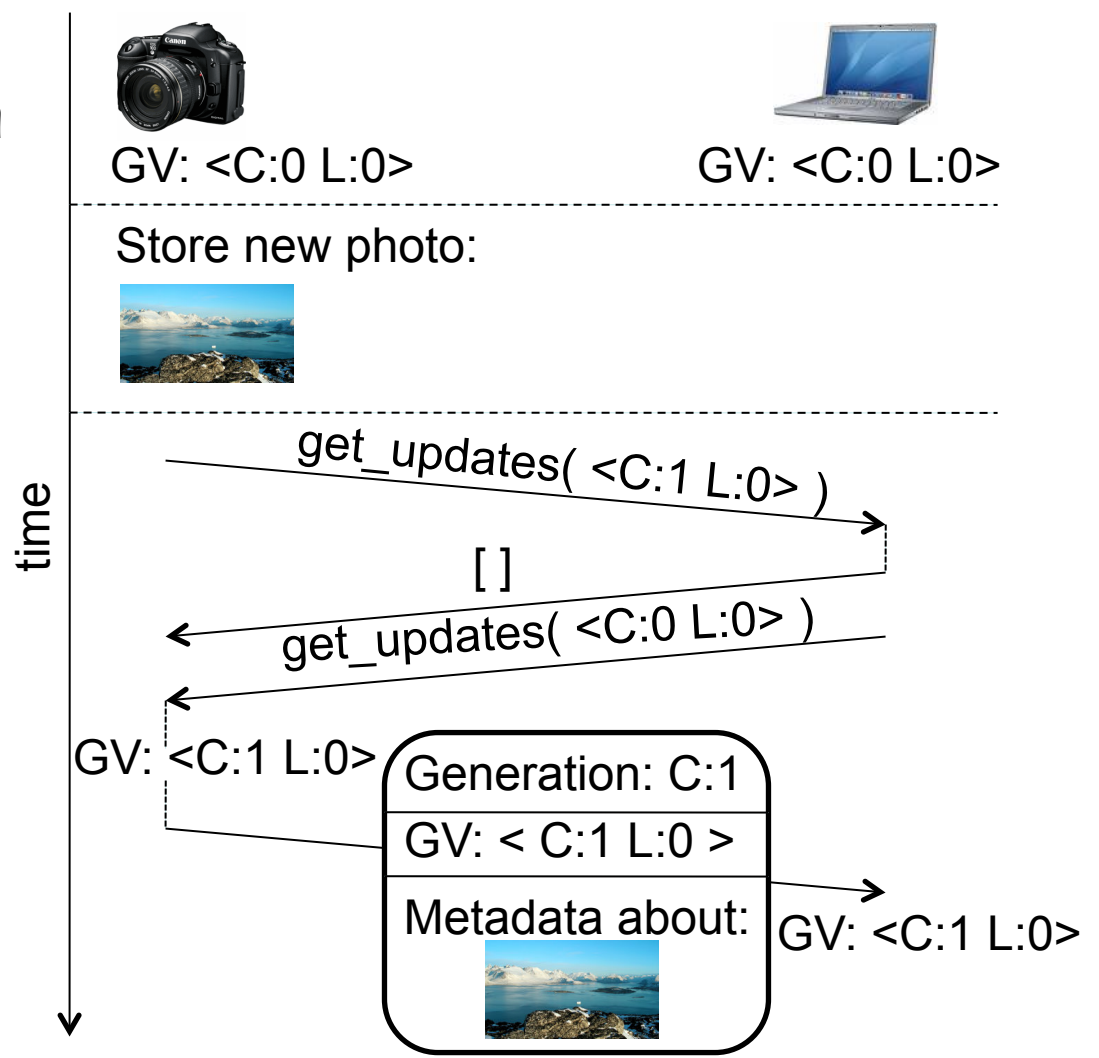 Canon
GV: <C:0 L:0>
GV: <C:0 L:0>
Store new photo:
time
get_updates( <C:1 L:0> )
[ ]
get_updates( <C:0 L:0> )
GV: <C:1 L:0>
Generation: C:1
GV: < C:1 L:0 >
Metadata about:
GV: <C:1 L:0>